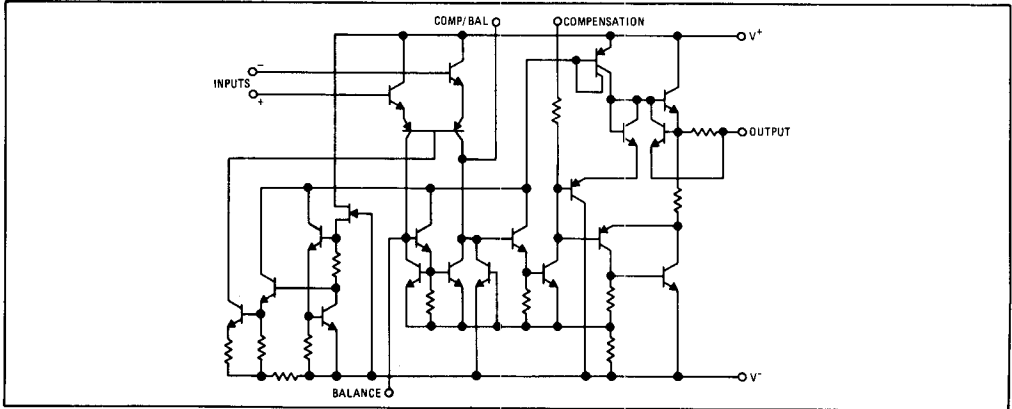 COMP/BAL
COMPENSATION
V+
−
INPUTS
+
OUTPUT
BALANCE
V-